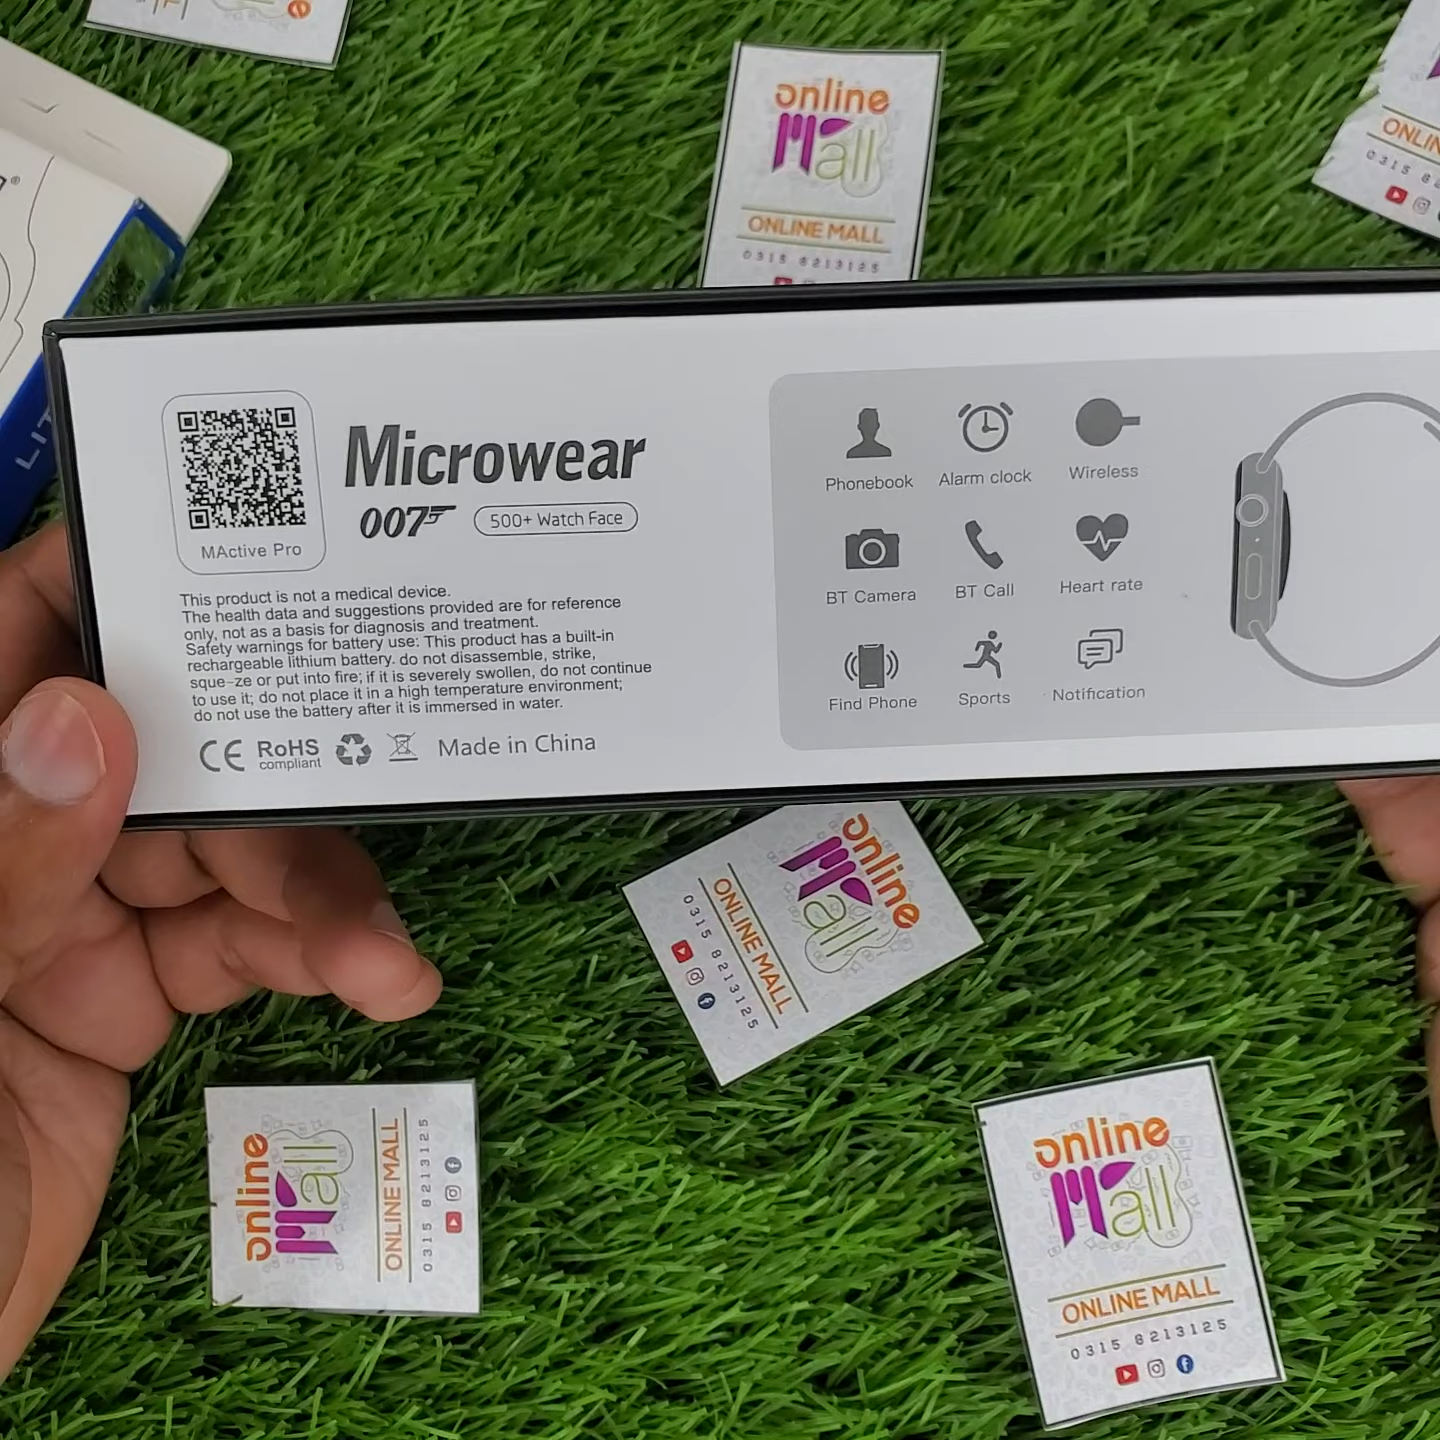 online
Mall
ONLINE MALL
0315 8213125
ONLIN
0315 82
LIT
MActive Pro
Microwear
007
500+ Watch Face
This product is not a medical device.
The health data and suggestions provided are for reference
only, not as a basis for diagnosis and treatment.
Safety warnings for battery use: This product has a built-in
rechargeable lithium battery. do not disassemble, strike,
sque-ze or put into fire; if it is severely swollen, do not continue
to use it; do not place it in a high temperature environment;
do not use the battery after it is immersed in water.
CE RoHS
compliant
Made in China
Phonebook
Alarm clock
Wireless
BT Camera
BT Call
Heart rate
Find Phone
Sports
Notification
online
Mall
ONLINE MALL
0315 8213125
online
Mall
ONLINE MALL
0315 8213125
online
Mall
ONLINE MALL
0315 8213125